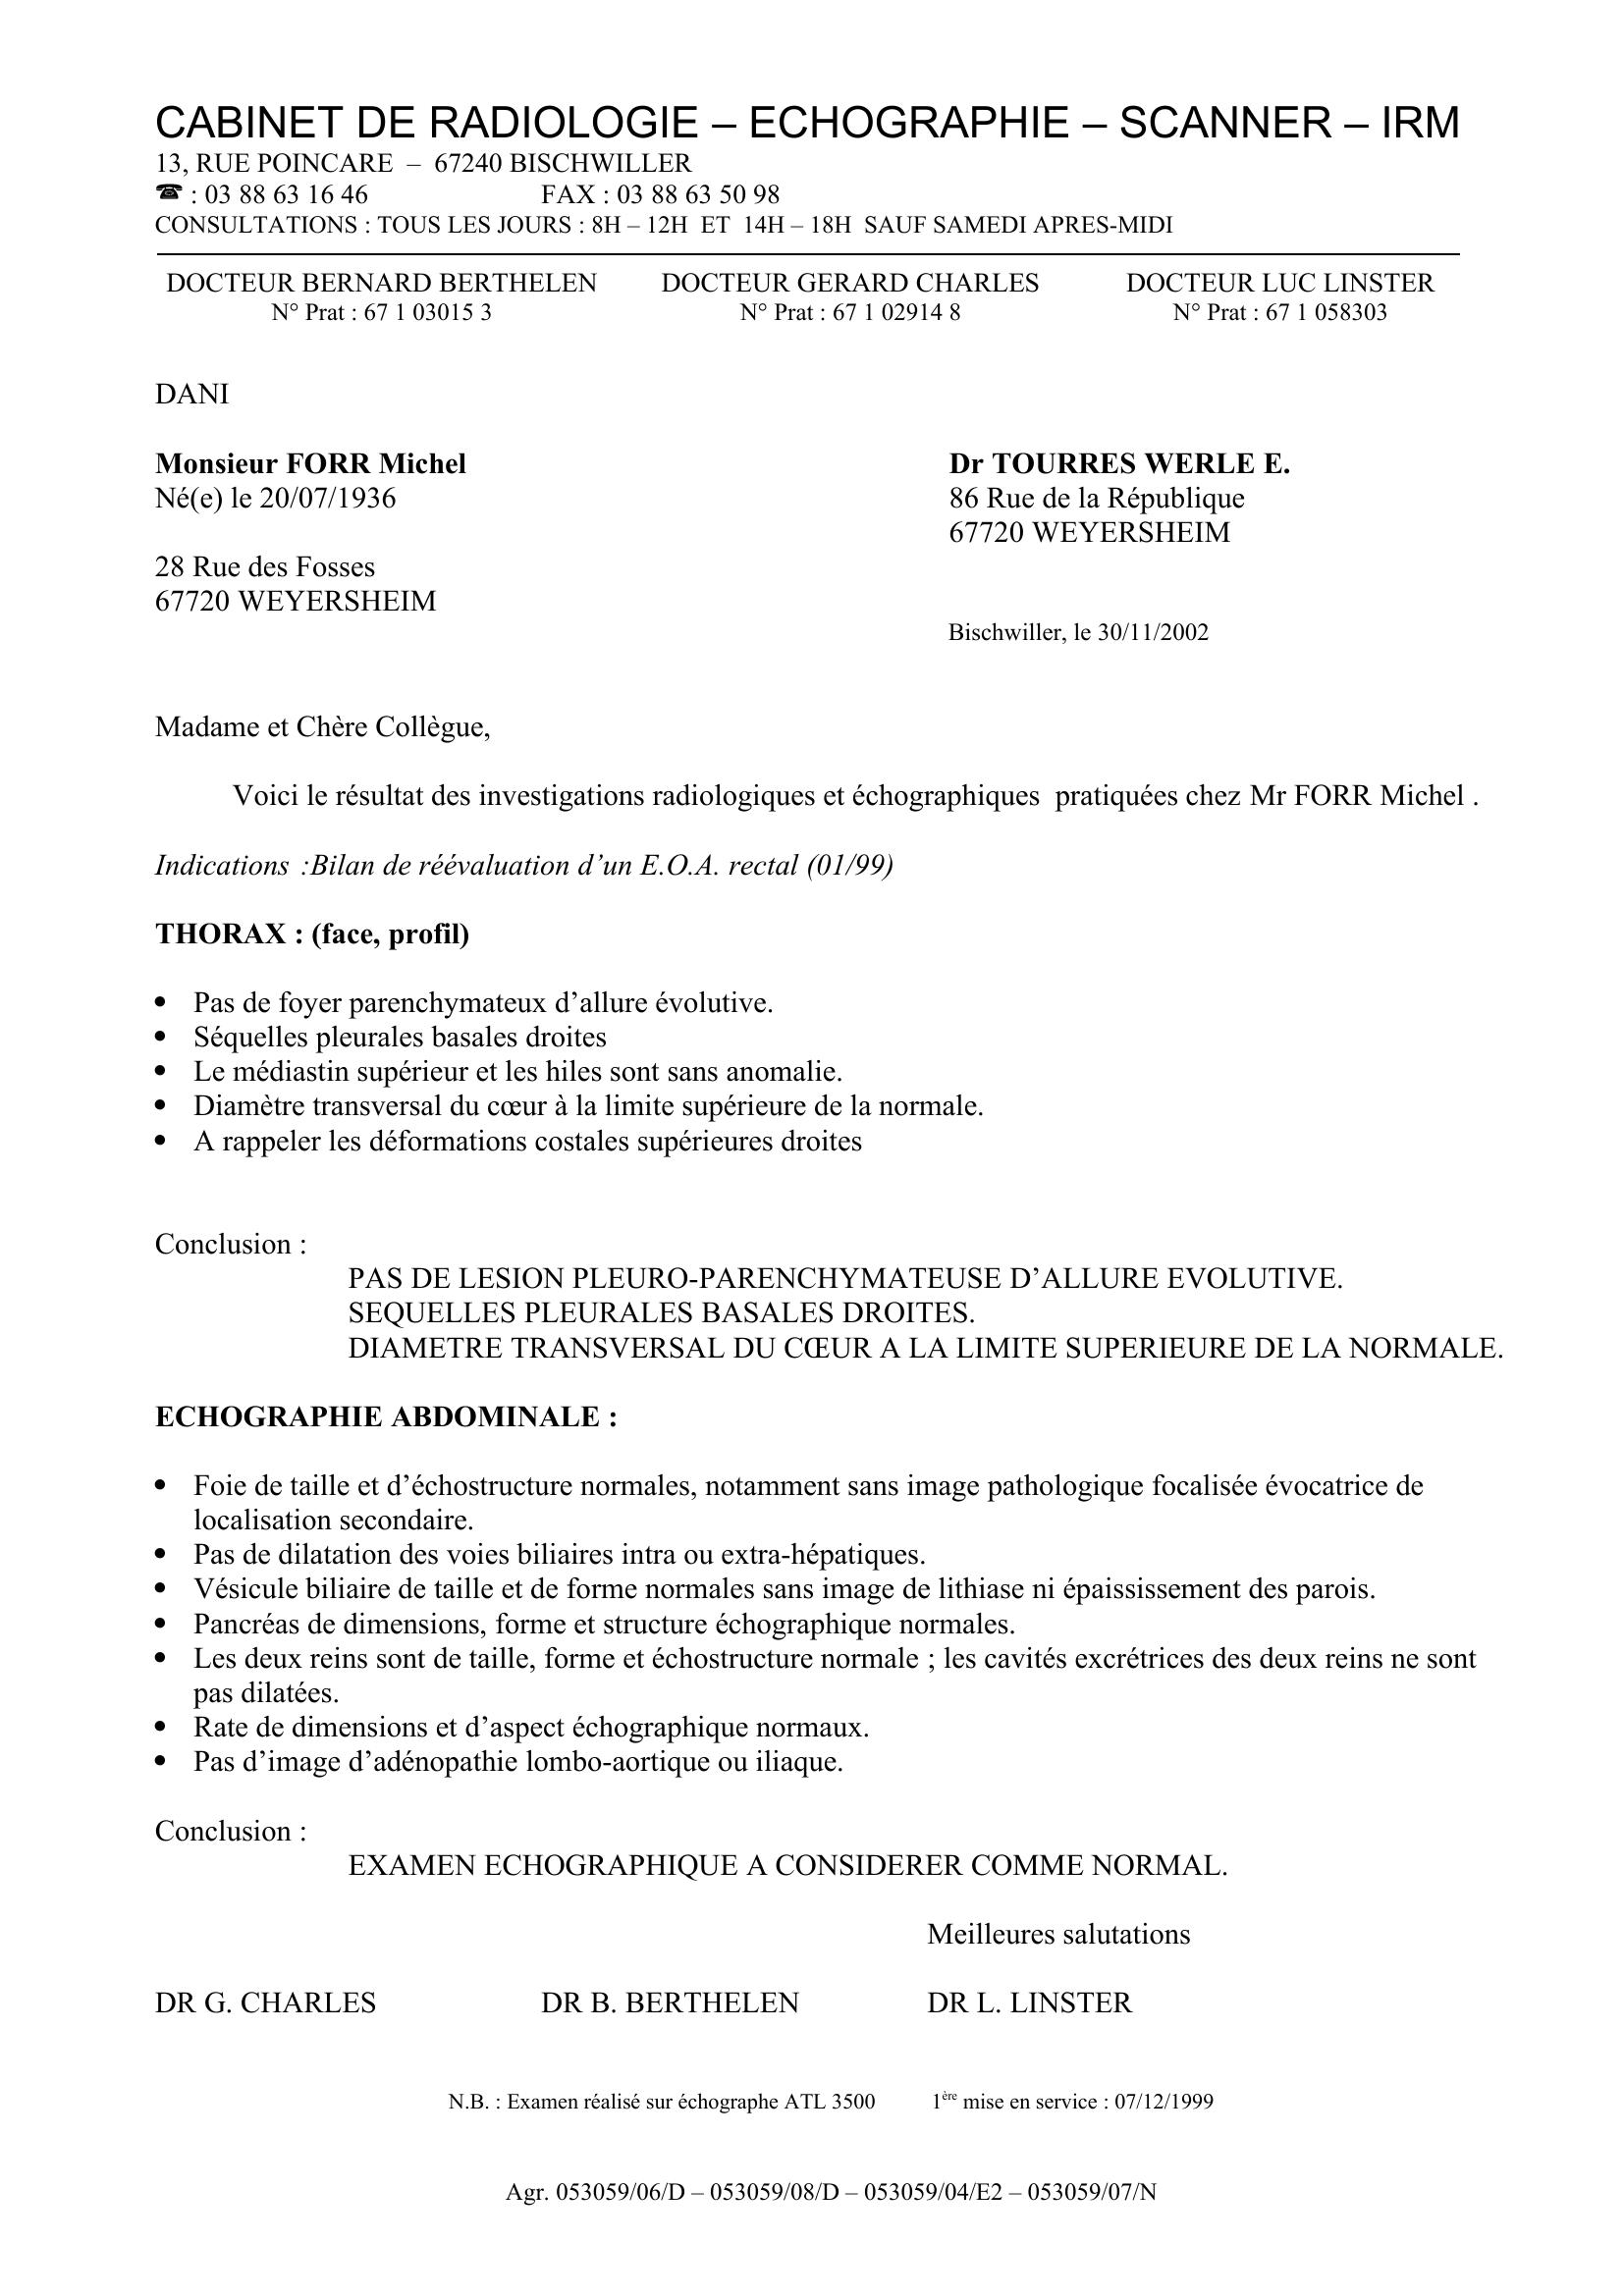 CABINET DE RADIOLOGIE – ECHOGRAPHIE – SCANNER – IRM
13, RUE POINCARE – 67240 BISCHWILLER
☎ : 03 88 63 16 46 FAX : 03 88 63 50 98
CONSULTATIONS : TOUS LES JOURS : 8H – 12H ET 14H – 18H SAUF SAMEDI APRES-MIDI
DOCTEUR BERNARD BERTHELEN DOCTEUR GERARD CHARLES DOCTEUR LUC LINSTER
N° Prat : 67 1 03015 3 N° Prat : 67 1 02914 8 N° Prat : 67 1 058303
DANI
Monsieur FORR Michel Dr TOURRES WERLE E.
Né(e) le 20/07/1936 86 Rue de la République
67720 WEYERSHEIM
28 Rue des Fosses
67720 WEYERSHEIM
Bischwiller, le 30/11/2002
Madame et Chère Collègue,
Voici le résultat des investigations radiologiques et échographiques pratiquées chez Mr FORR Michel .
Indications :Bilan de réévaluation d’un E.O.A. rectal (01/99)
THORAX : (face, profil)
• Pas de foyer parenchymateux d’allure évolutive.
• Séquelles pleurales basales droites
• Le médiastin supérieur et les hiles sont sans anomalie.
• Diamètre transversal du cœur à la limite supérieure de la normale.
• A rappeler les déformations costales supérieures droites
Conclusion :
PAS DE LESION PLEURO-PARENCHYMATEUSE D’ALLURE EVOLUTIVE.
SEQUELLES PLEURALES BASALES DROITES.
DIAMETRE TRANSVERSAL DU CŒUR A LA LIMITE SUPERIEURE DE LA NORMALE.
ECHOGRAPHIE ABDOMINALE :
• Foie de taille et d’échostructure normales, notamment sans image pathologique focalisée évocatrice de
localisation secondaire.
• Pas de dilatation des voies biliaires intra ou extra-hépatiques.
• Vésicule biliaire de taille et de forme normales sans image de lithiase ni épaississement des parois.
• Pancréas de dimensions, forme et structure échographique normales.
• Les deux reins sont de taille, forme et échostructure normale ; les cavités excrétrices des deux reins ne sont
pas dilatées.
• Rate de dimensions et d’aspect échographique normaux.
• Pas d’image d’adénopathie lombo-aortique ou iliaque.
Conclusion :
EXAMEN ECHOGRAPHIQUE A CONSIDERER COMME NORMAL.
Meilleures salutations
DR G. CHARLES DR B. BERTHELEN DR L. LINSTER
N.B. : Examen réalisé sur échographe ATL 3500 1ère mise en service : 07/12/1999
Agr. 053059/06/D – 053059/08/D – 053059/04/E2 – 053059/07/N